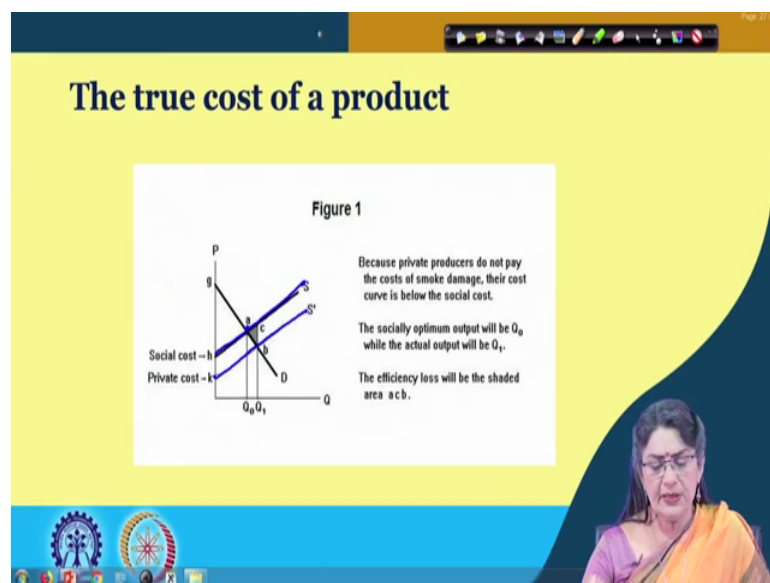 Page 27
The true cost of a product
Figure 1
P
g
a
c
b
S
S'
Social cost – h
Private cost – k
D
Q
Q₀ Q₁
Because private producers do not pay
the costs of smoke damage, their cost
curve is below the social cost.
The socially optimum output will be Q₀
while the actual output will be Q₁.
The efficiency loss will be the shaded
area a c b.